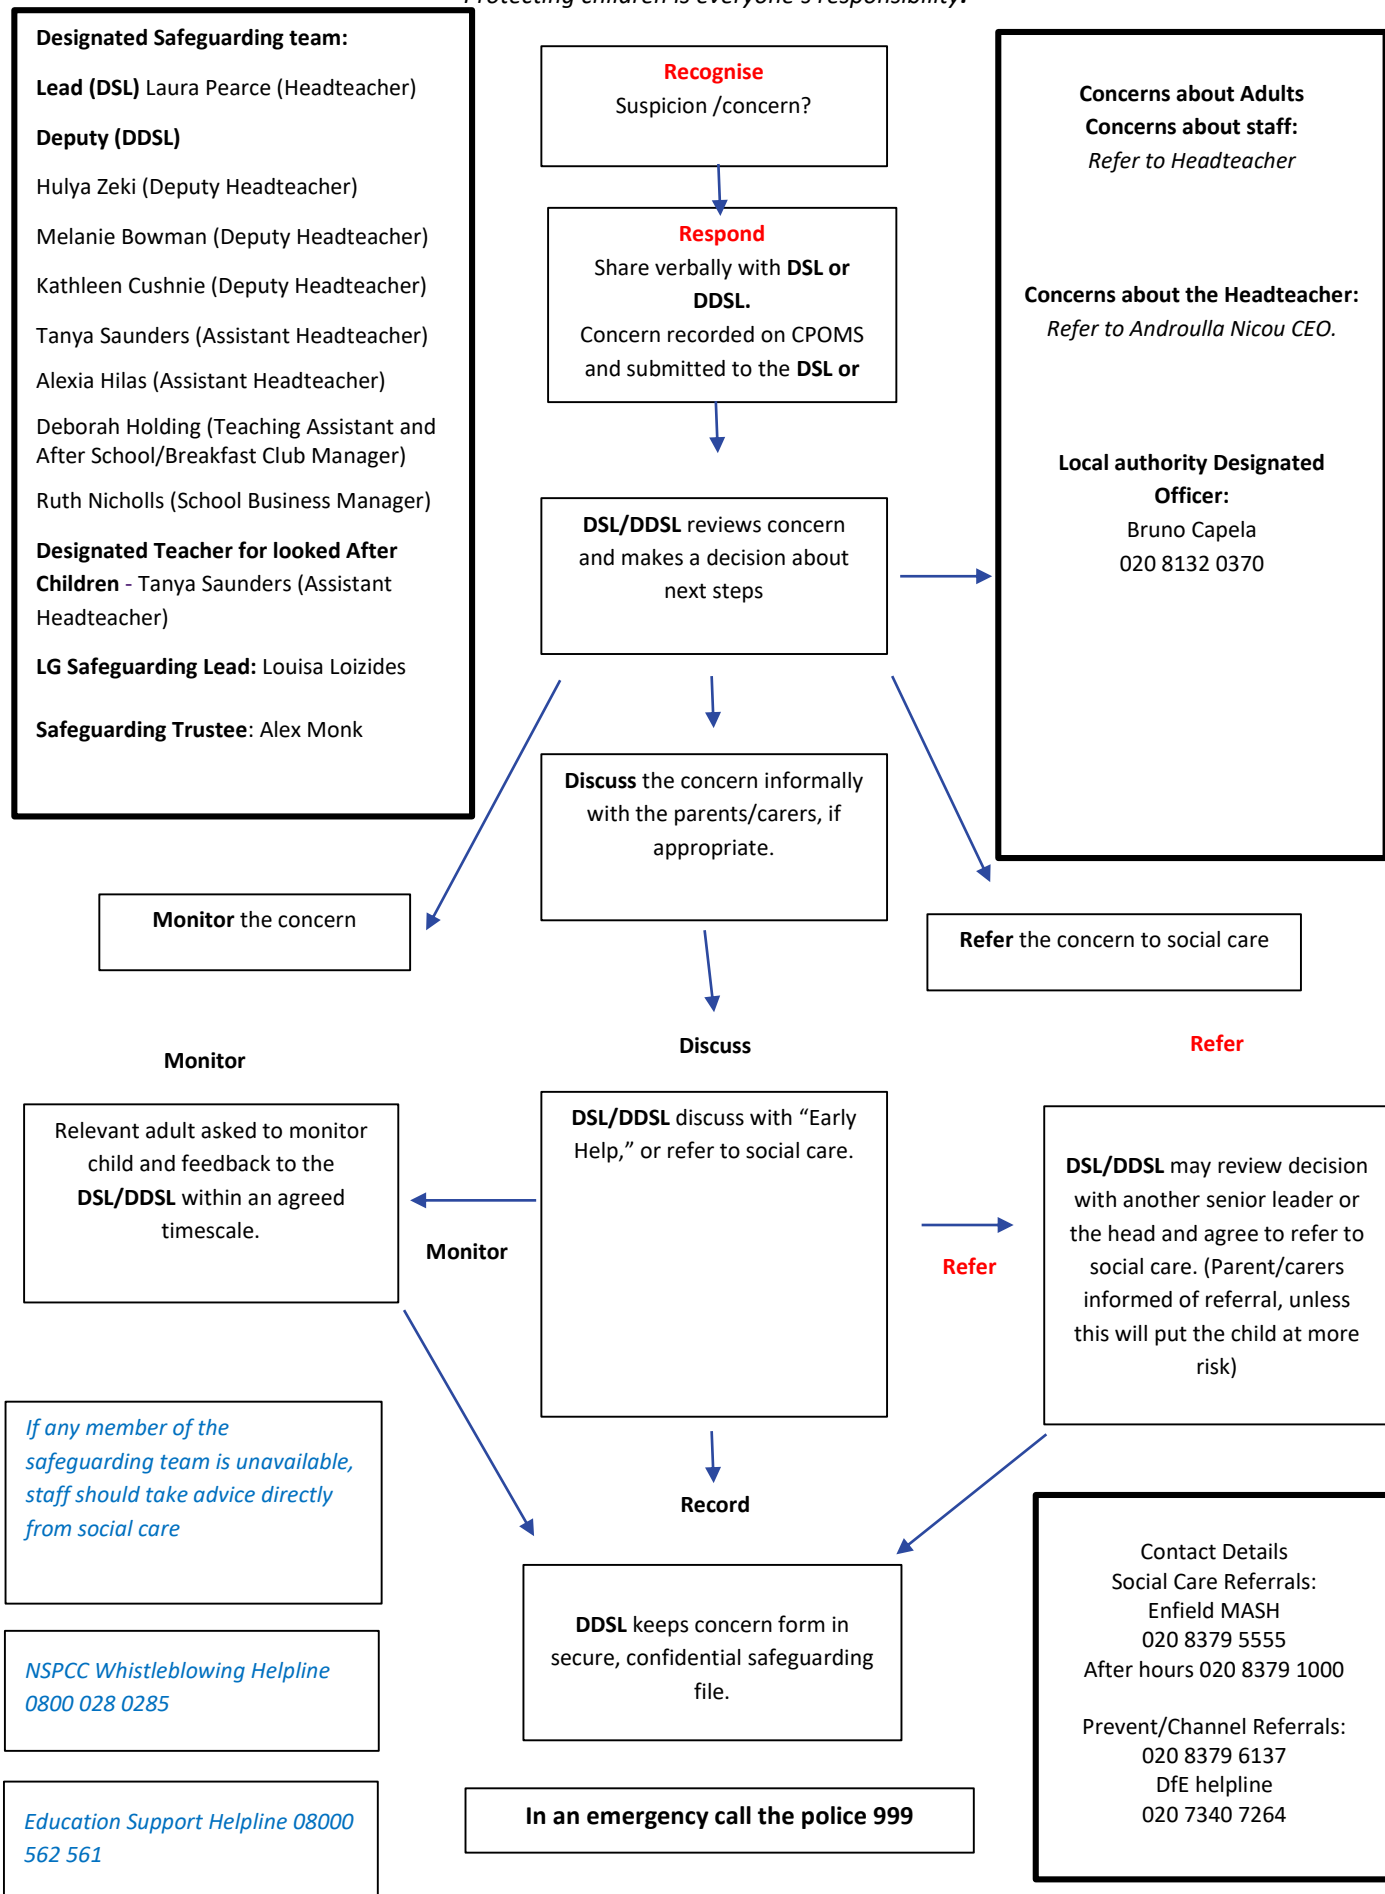 Protecting children is everyone's responsibility.
Designated Safeguarding team:
Lead (DSL) Laura Pearce (Headteacher)
Deputy (DDSL)
Hulya Zeki (Deputy Headteacher)
Melanie Bowman (Deputy Headteacher)
Kathleen Cushnie (Deputy Headteacher)
Tanya Saunders (Assistant Headteacher)
Alexia Hilas (Assistant Headteacher)
Deborah Holding (Teaching Assistant and
After School/Breakfast Club Manager)
Ruth Nicholls (School Business Manager)
Designated Teacher for looked After
Children - Tanya Saunders (Assistant
Headteacher)
LG Safeguarding Lead: Louisa Loizides
Safeguarding Trustee: Alex Monk
Recognise
Suspicion /concern?
Respond
Share verbally with DSL or
DDSL.
Concern recorded on CPOMS
and submitted to the DSL or
DSL/DDSL reviews concern
and makes a decision about
next steps
Concerns about Adults
Concerns about staff:
Refer to Headteacher
Concerns about the Headteacher:
Refer to Androulla Nicou CEO.
Local authority Designated
Officer:
Bruno Capela
020 8132 0370
Discuss the concern informally
with the parents/carers, if
appropriate.
Monitor the concern
Refer the concern to social care
Monitor
Discuss
Refer
Relevant adult asked to monitor
child and feedback to the
DSL/DDSL within an agreed
timescale.
Monitor
DSL/DDSL discuss with “Early
Help,” or refer to social care.
Refer
DSL/DDSL may review decision
with another senior leader or
the head and agree to refer to
social care. (Parent/carers
informed of referral, unless
this will put the child at more
risk)
If any member of the
safeguarding team is unavailable,
staff should take advice directly
from social care
Record
DDSL keeps concern form in
secure, confidential safeguarding
file.
NSPCC Whistleblowing Helpline
0800 028 0285
Education Support Helpline 08000
562 561
In an emergency call the police 999
Contact Details
Social Care Referrals:
Enfield MASH
020 8379 5555
After hours 020 8379 1000
Prevent/Channel Referrals:
020 8379 6137
DfE helpline
020 7340 7264